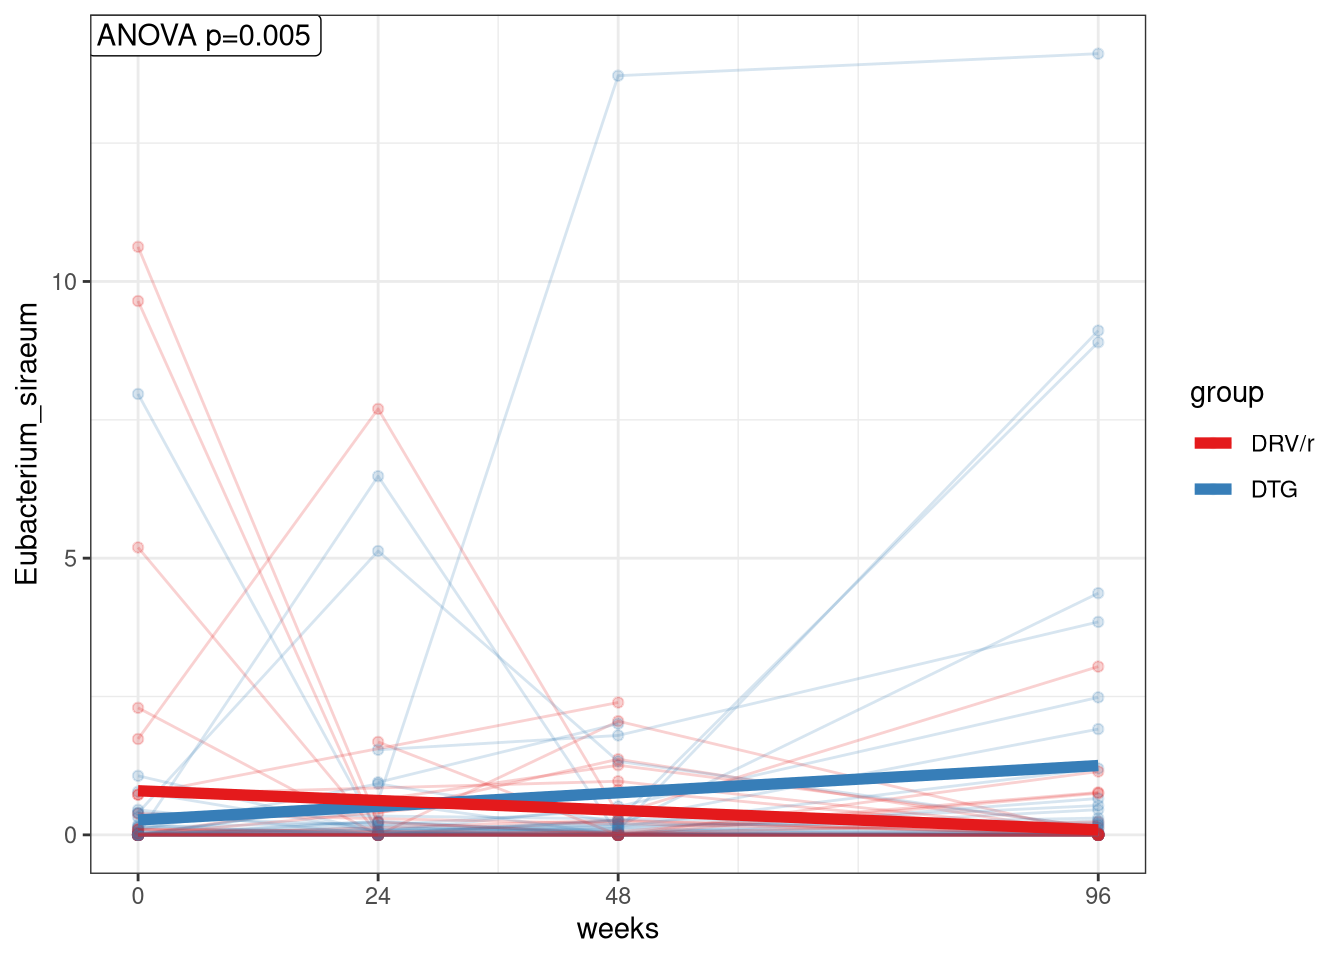 ANOVA p=0.005
Eubacterium_siraeum
10
5
0
0 24 48 96
weeks
group
DRV/r
DTG